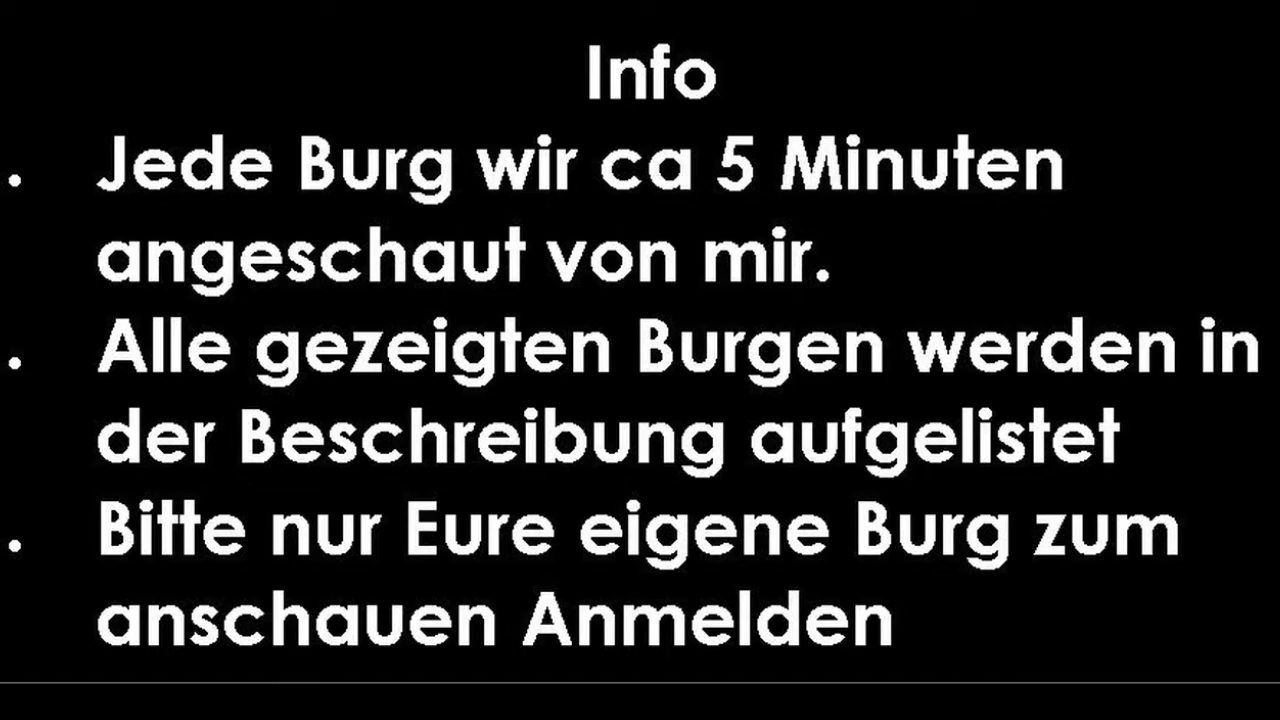 Info
. Jede Burg wir ca 5 Minuten
angeschaut von mir.
. Alle gezeigten Burgen werden in
der Beschreibung aufgelistet
. Bitte nur Eure eigene Burg zum
anschauen Anmelden